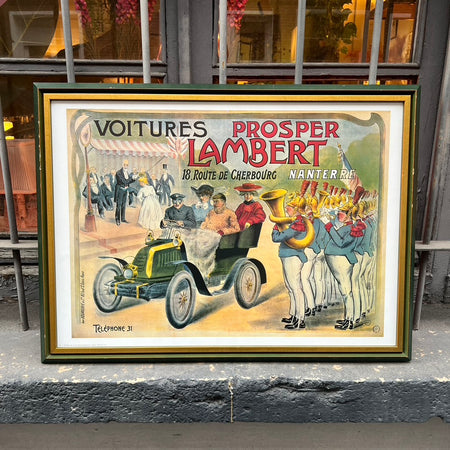 VOITURES PROSPER
LAMBERT
18 ROUTE DE CHERBOURG NANTERRE
TÉLÉPHONE 31